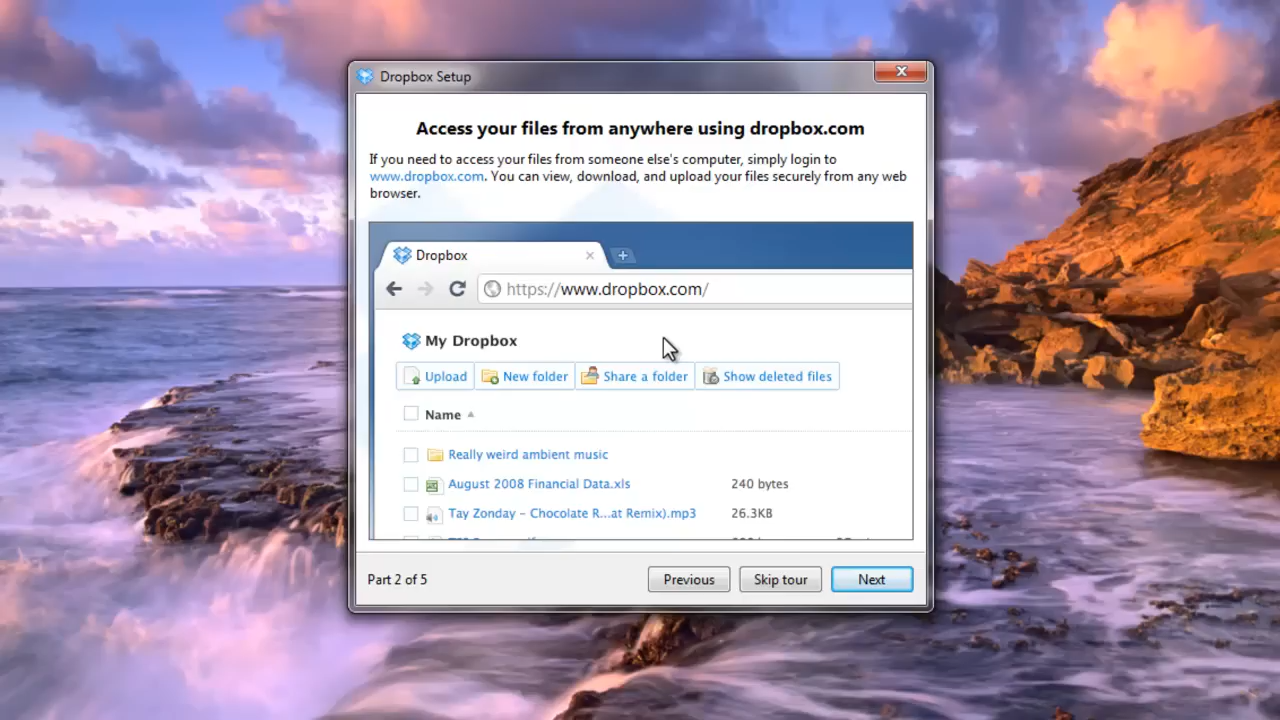 Dropbox Setup
Access your files from anywhere using dropbox.com
If you need to access your files from someone else's computer, simply login to
www.dropbox.com. You can view, download, and upload your files securely from any web
browser.
Dropbox
https://www.dropbox.com/
My Dropbox
Upload New folder Share a folder Show deleted files
Name
Really weird ambient music
August 2008 Financial Data.xls 240 bytes
Tay Zonday – Chocolate R...at Remix).mp3 26.3KB
Part 2 of 5 Previous Skip tour Next